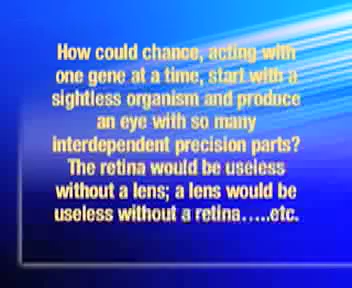 How could chance, acting with
one gene at a time, start with a
sightless organism and produce
an eye with so many
interdependent precision parts?
The retina would be useless
without a lens; a lens would be
useless without a retina…..etc.